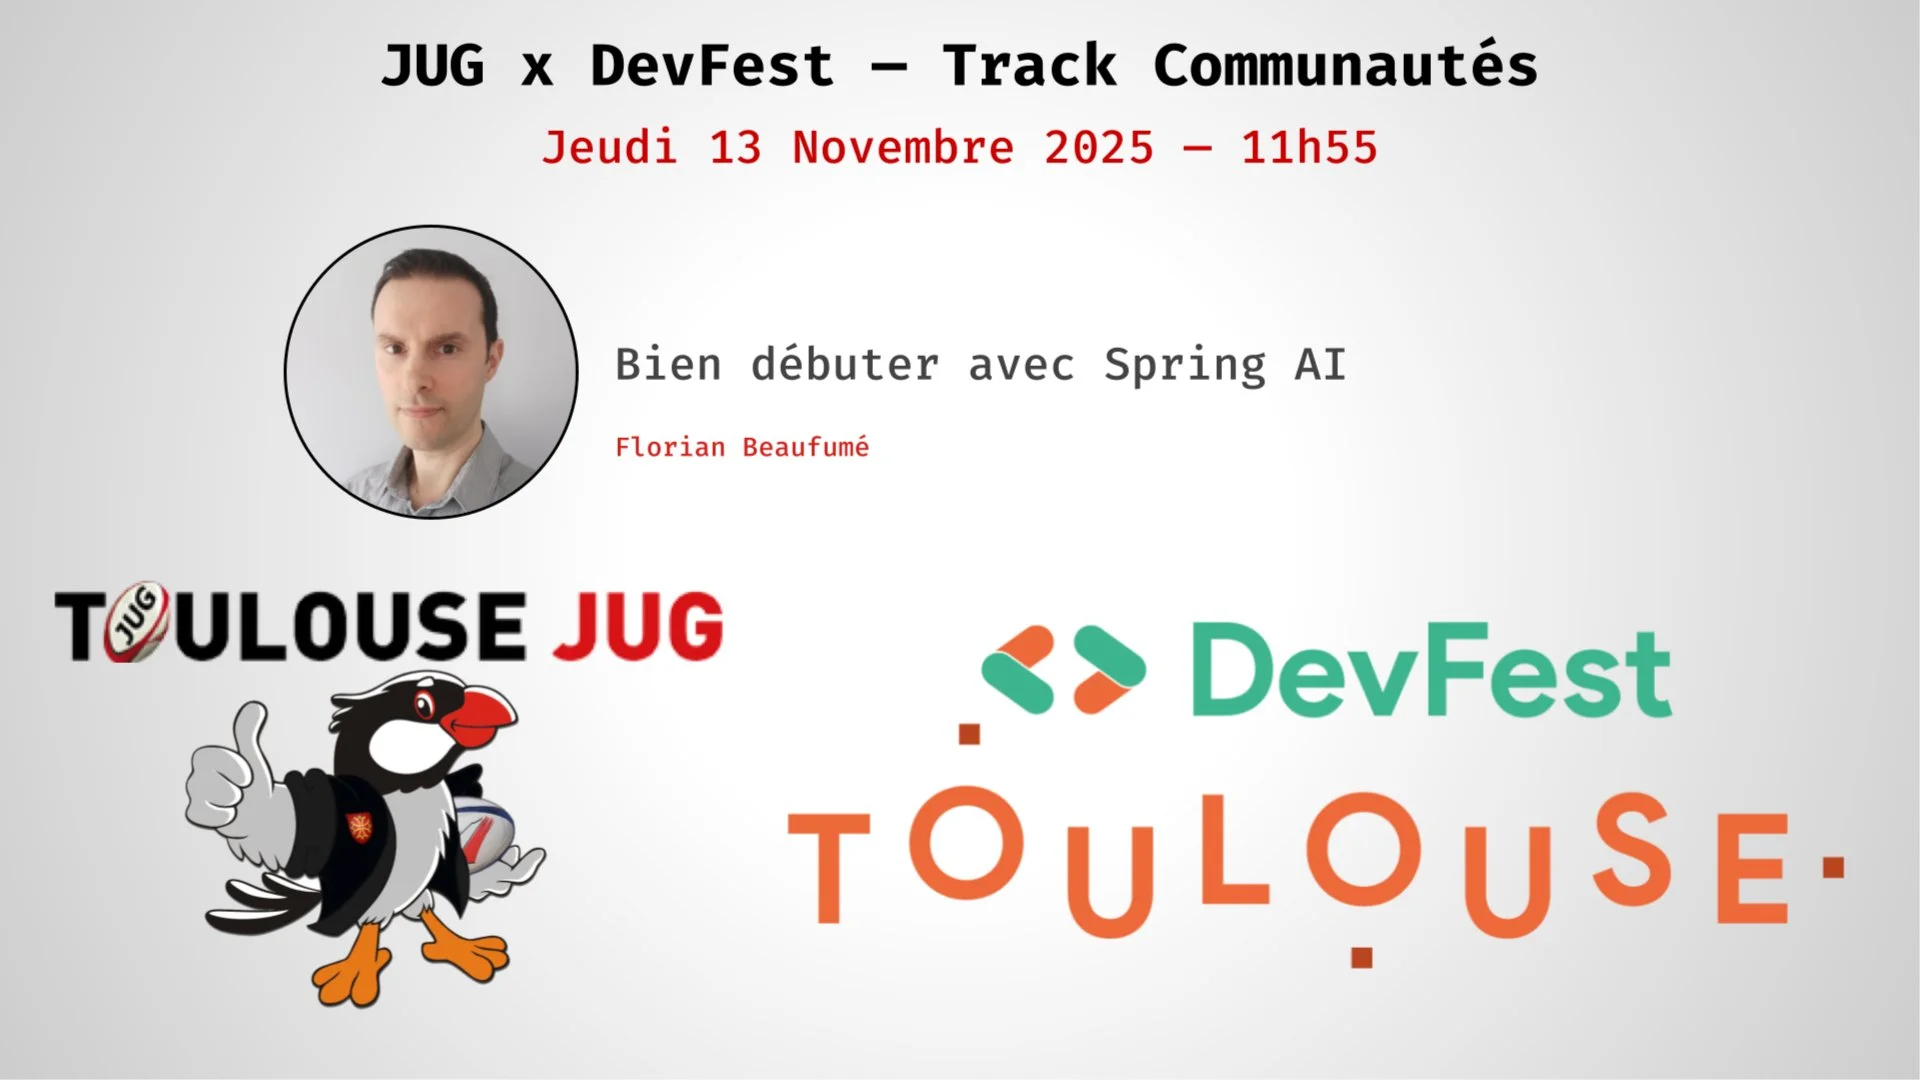 JUG x DevFest — Track Communautés
Jeudi 13 Novembre 2025 — 11h55
Bien débuter avec Spring AI
Florian Beaufumé
TOULOUSE JUG
JUG
DevFest
TOULOUSE